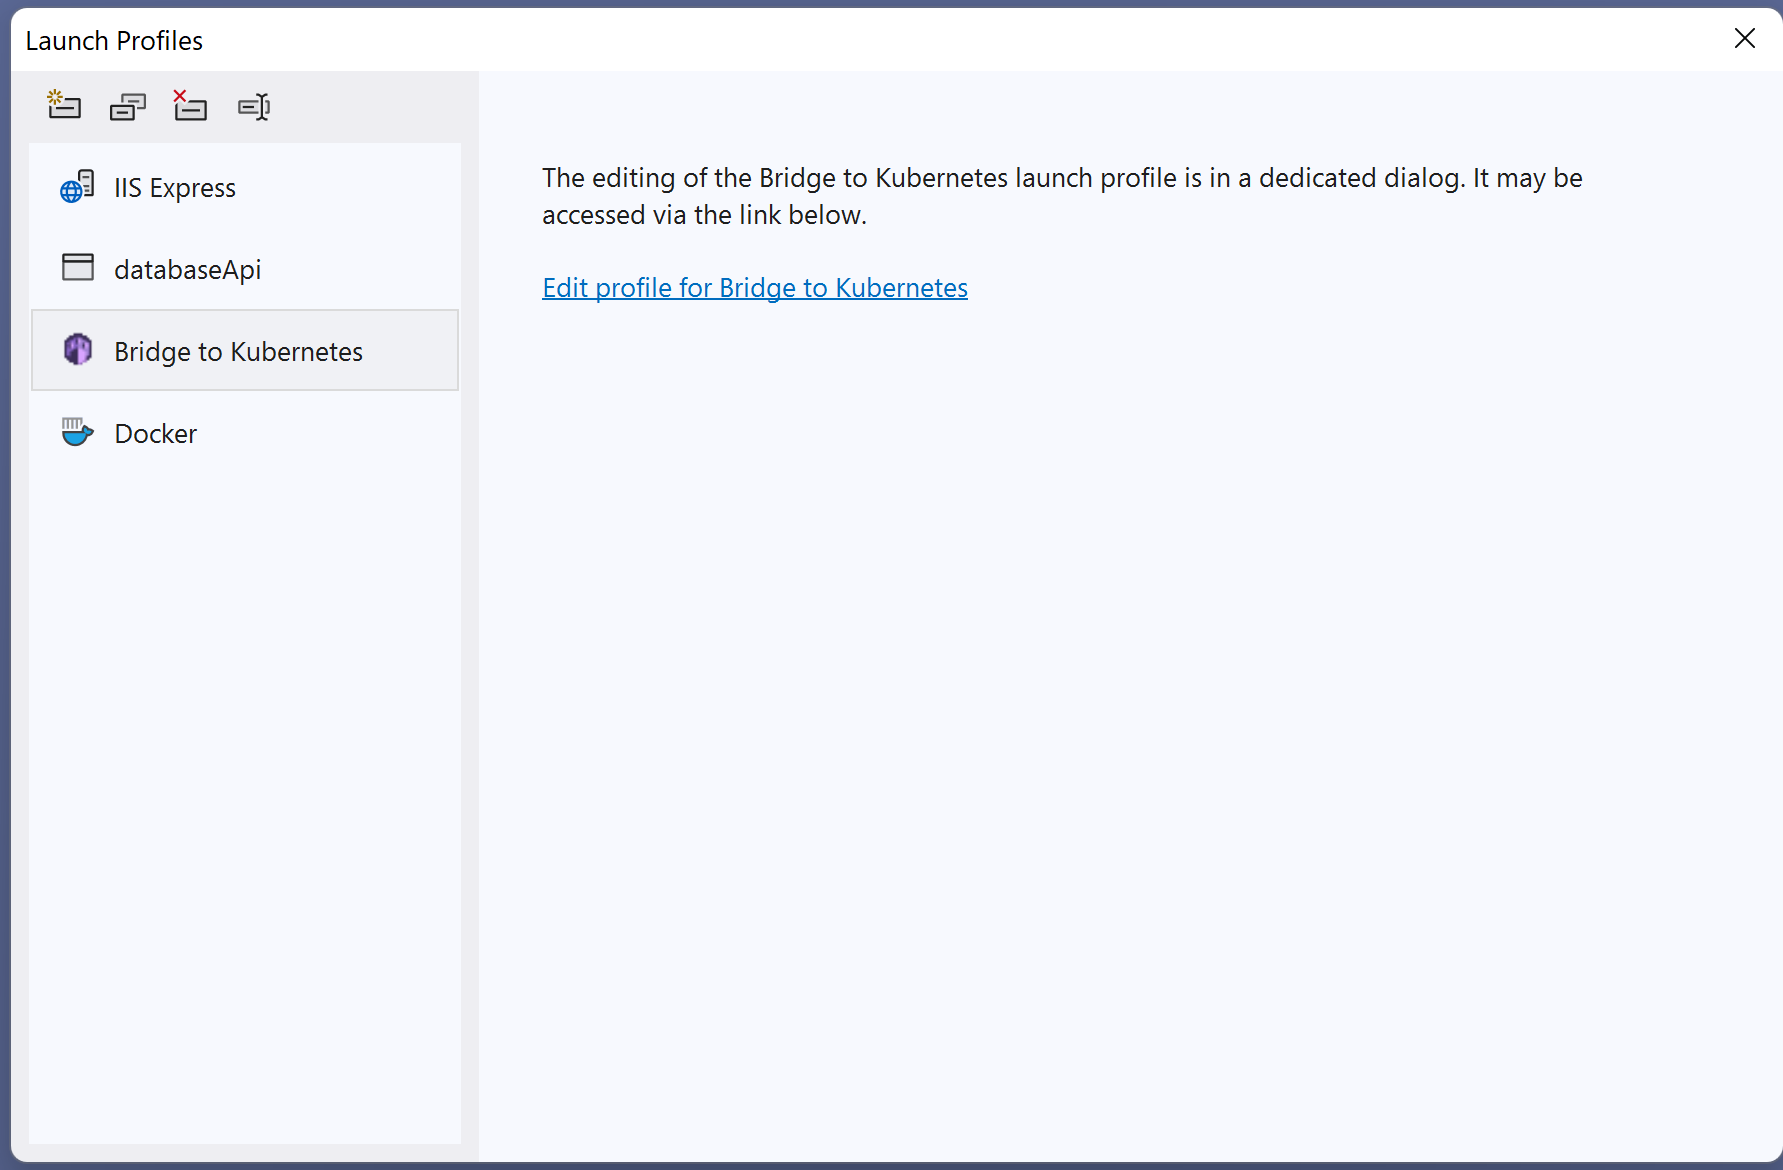 Launch Profiles
IIS Express
databaseApi
Bridge to Kubernetes
Docker
The editing of the Bridge to Kubernetes launch profile is in a dedicated dialog. It may be
accessed via the link below.
Edit profile for Bridge to Kubernetes